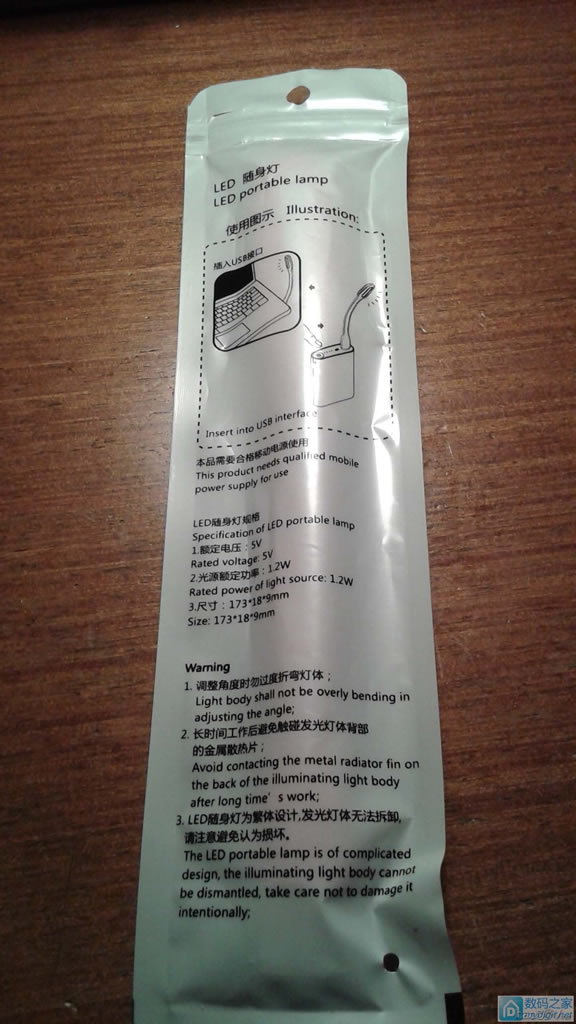 LED 随身灯
LED portable lamp
使用图示 Illustration:
插入USB接口
Insert into USB interface
本品需要合格移动电源使用
This product needs qualified mobile
power supply for use
LED随身灯规格
Specification of LED portable lamp
1.额定电压：5V
Rated voltage: 5V
2.光源额定功率：1.2W
Rated power of light source: 1.2W
3.尺寸：173*18*9mm
Size: 173*18*9mm
Warning
1. 调整角度时勿过度折弯灯体；
Light body shall not be overly bending in
adjusting the angle;
2. 长时间工作后避免触碰发光灯体背部
的金属散热片；
Avoid contacting the metal radiator fin on
the back of the illuminating light body
after long time's work;
3. LED随身灯为繁体设计,发光灯体无法拆卸,
请注意避免认为损坏。
The LED portable lamp is of complicated
design, the illuminating light body cannot
be dismantled, take care not to damage it
intentionally;
数码之家